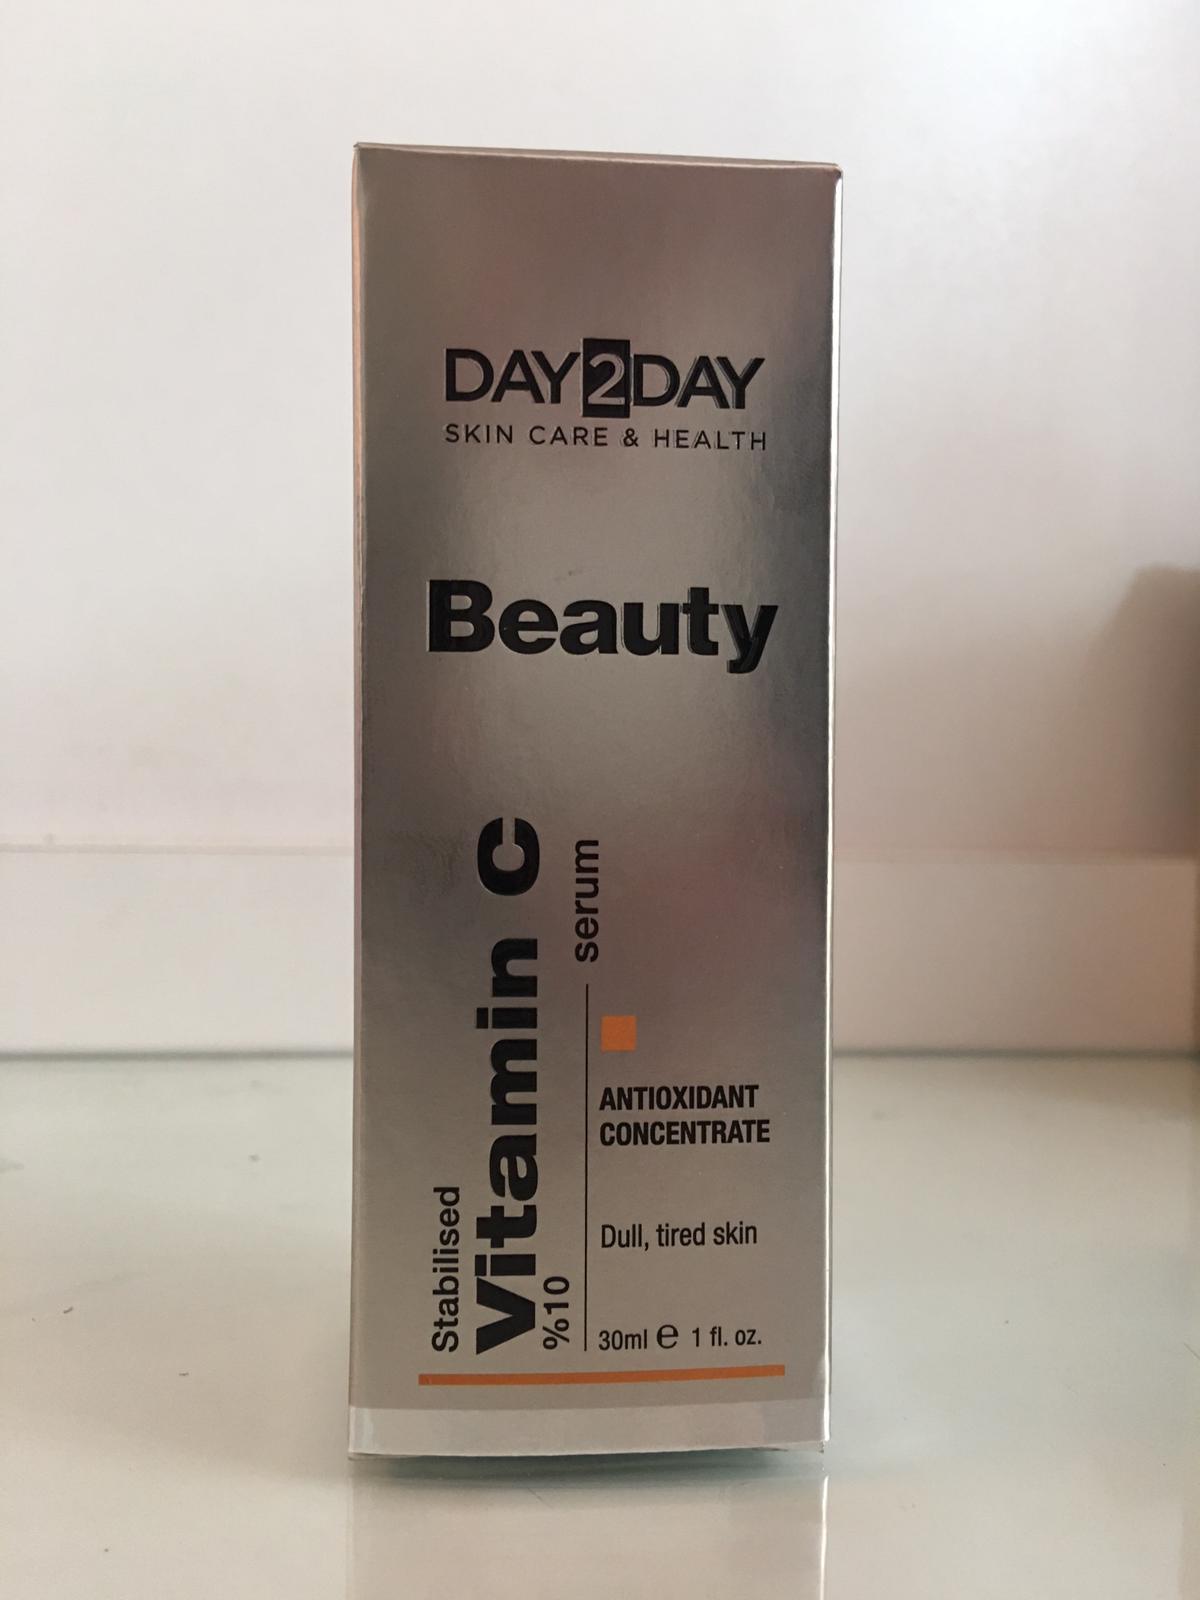 DAY2DAY
SKIN CARE & HEALTH
Beauty
Stabilised
Vitamin C
%10
serum
ANTIOXIDANT
CONCENTRATE
Dull, tired skin
30ml ℮ 1 fl. oz.